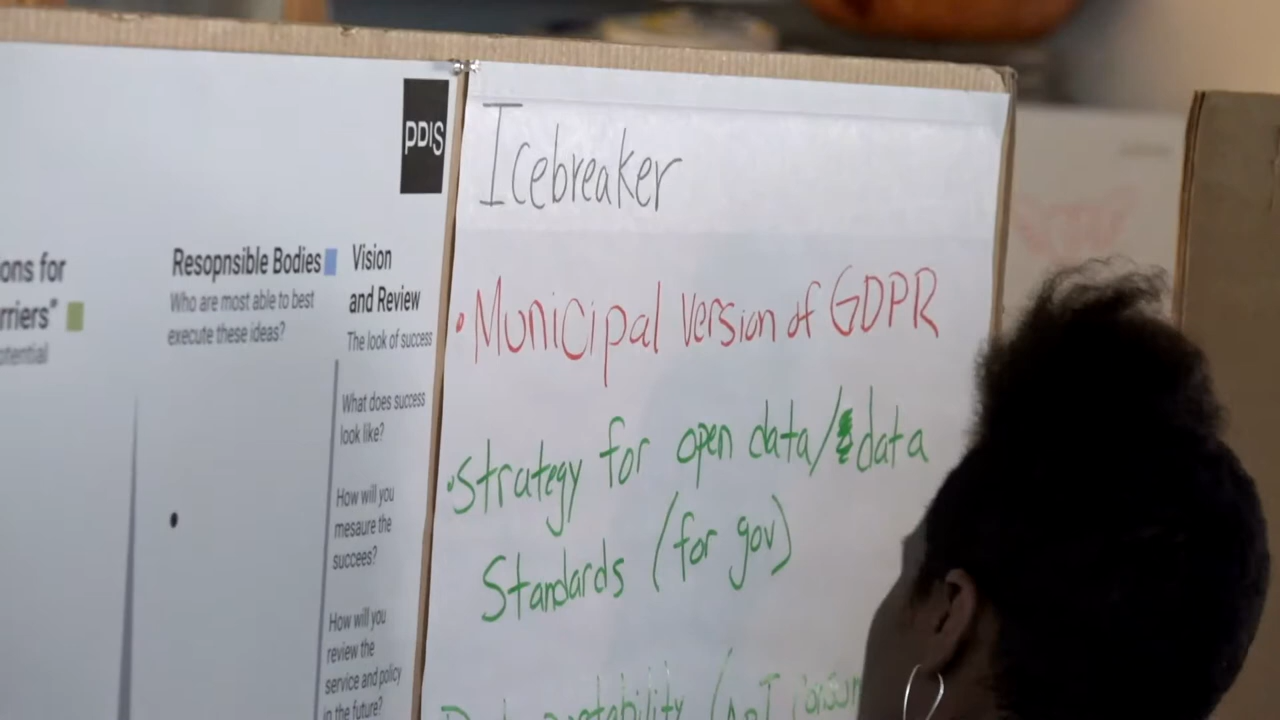 PDIS
ons for
rriers"
otential
Resopnsible Bodies
Who are most able to best
execute these ideas?
Vision
and Review
The look of success
What does success
look like?
How will you
mesaure the
succees?
How will you
review the
service and policy
in the future?
Icebreaker
• Municipal version of GDPR
• Strategy for open data/data
Standards (for gov)